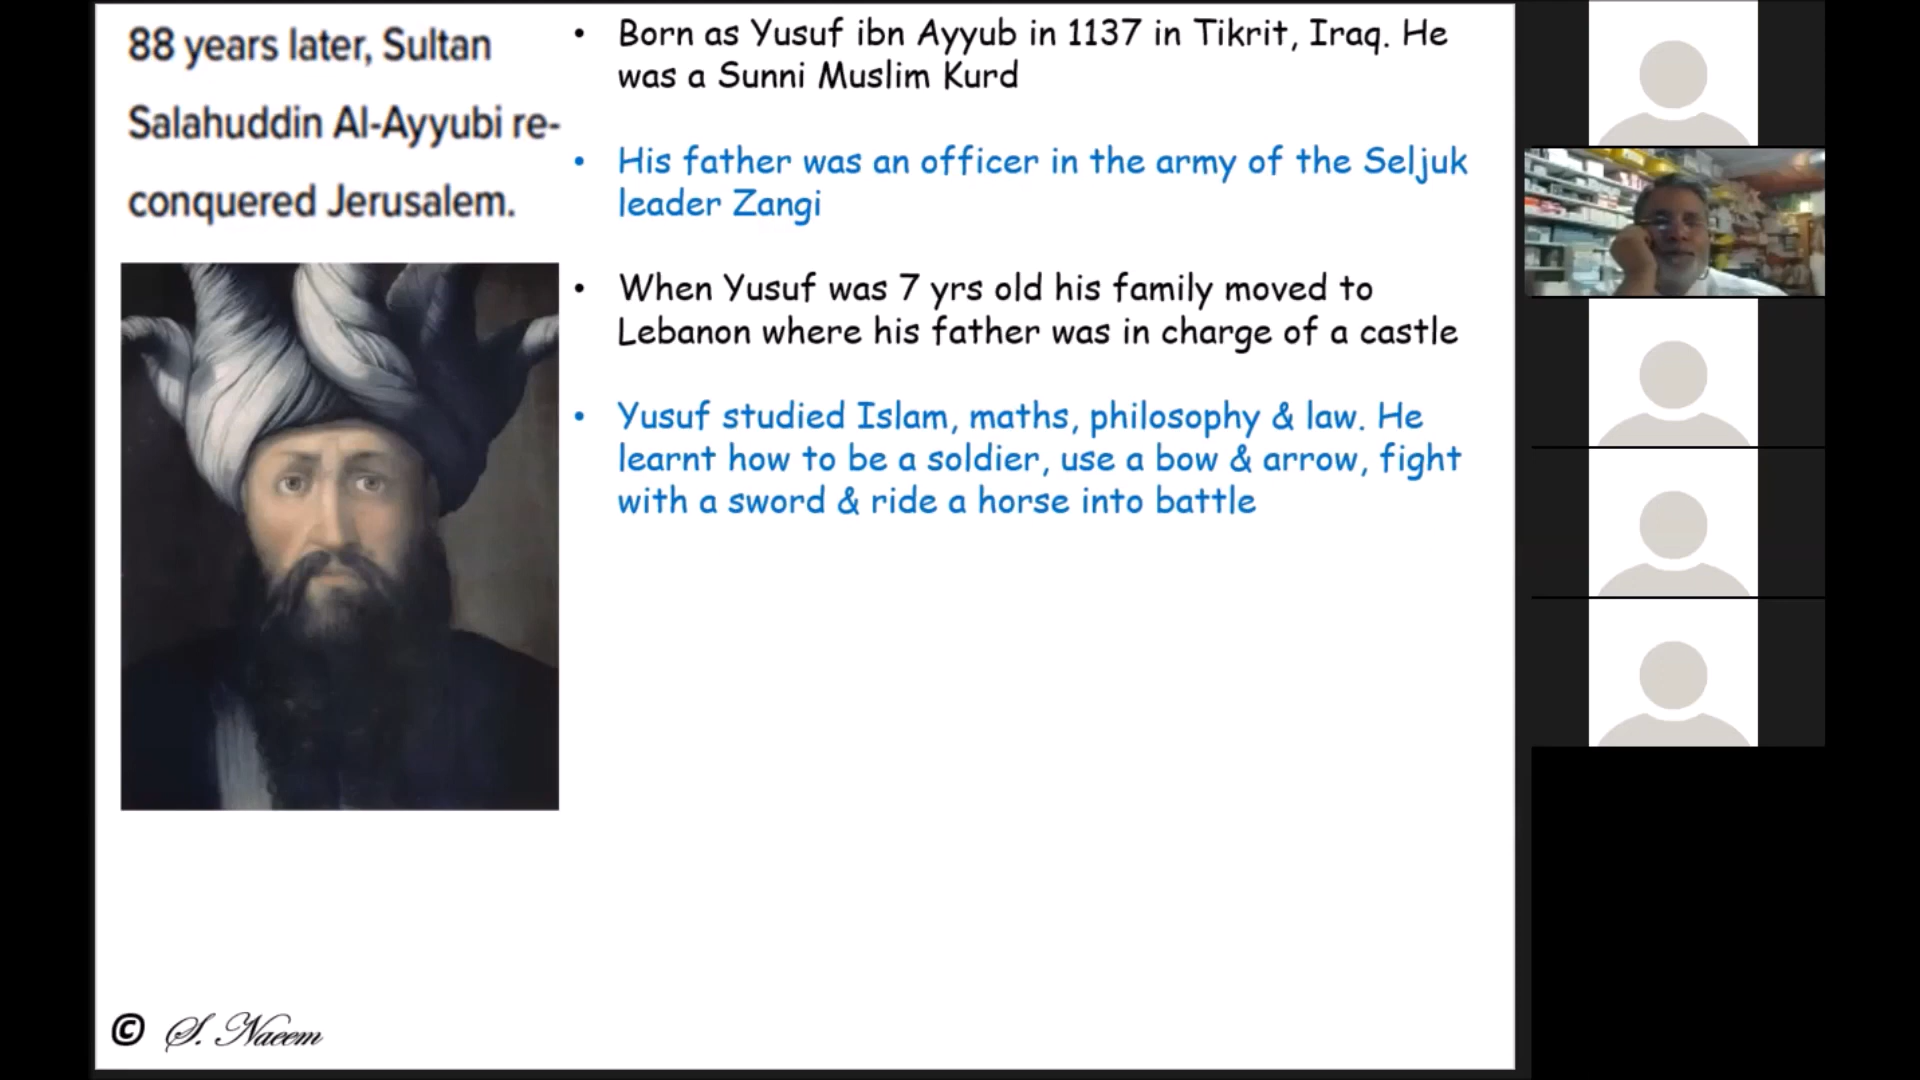 88 years later, Sultan
Salahuddin Al-Ayyubi re-
conquered Jerusalem.
• Born as Yusuf ibn Ayyub in 1137 in Tikrit, Iraq. He
was a Sunni Muslim Kurd
• His father was an officer in the army of the Seljuk
leader Zangi
• When Yusuf was 7 yrs old his family moved to
Lebanon where his father was in charge of a castle
• Yusuf studied Islam, maths, philosophy & law. He
learnt how to be a soldier, use a bow & arrow, fight
with a sword & ride a horse into battle
© S. Naeem